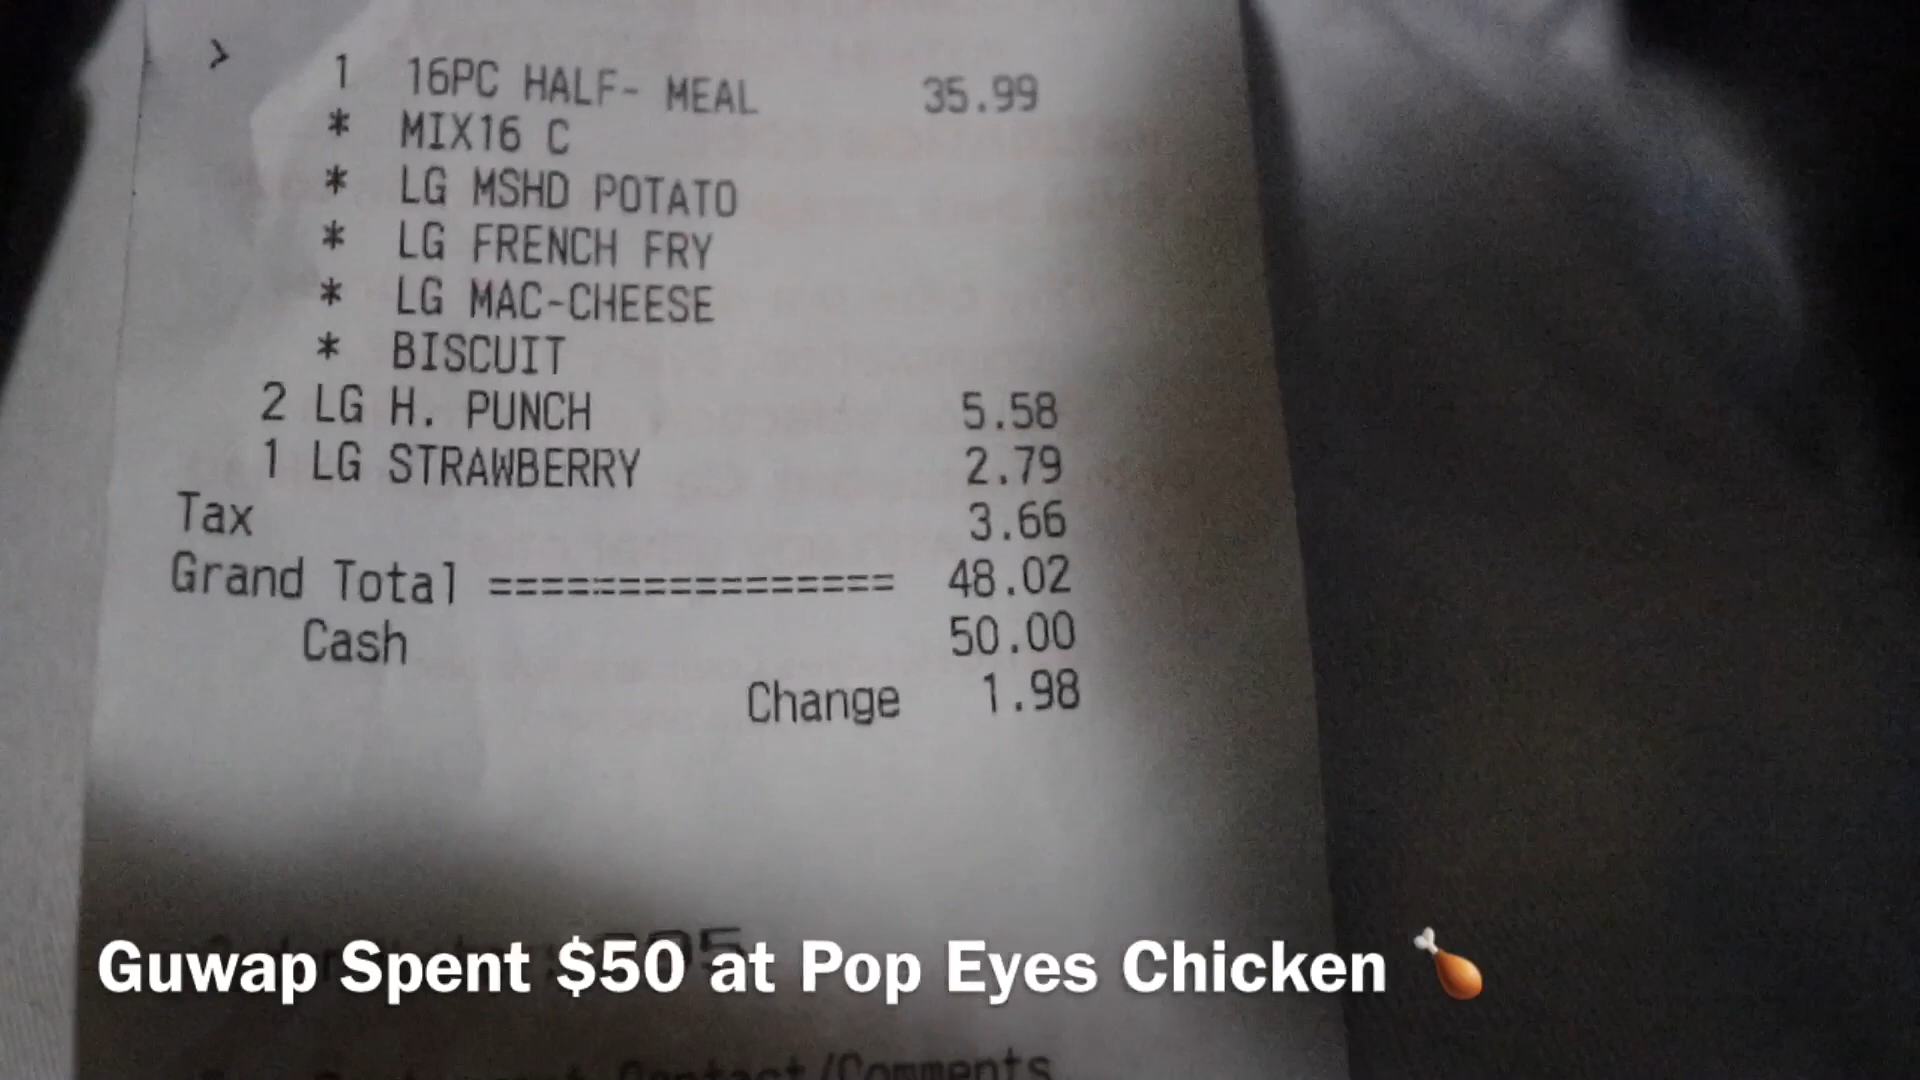 > 1 16PC HALF- MEAL 35.99
* MIX16 C
* LG MSHD POTATO
* LG FRENCH FRY
* LG MAC-CHEESE
* BISCUIT
2 LG H. PUNCH 5.58
1 LG STRAWBERRY 2.79
Tax 3.66
Grand Total ================ 48.02
Cash 50.00
Change 1.98
Guwap Spent $50 at Pop Eyes Chicken 🍗
Contact/Comments